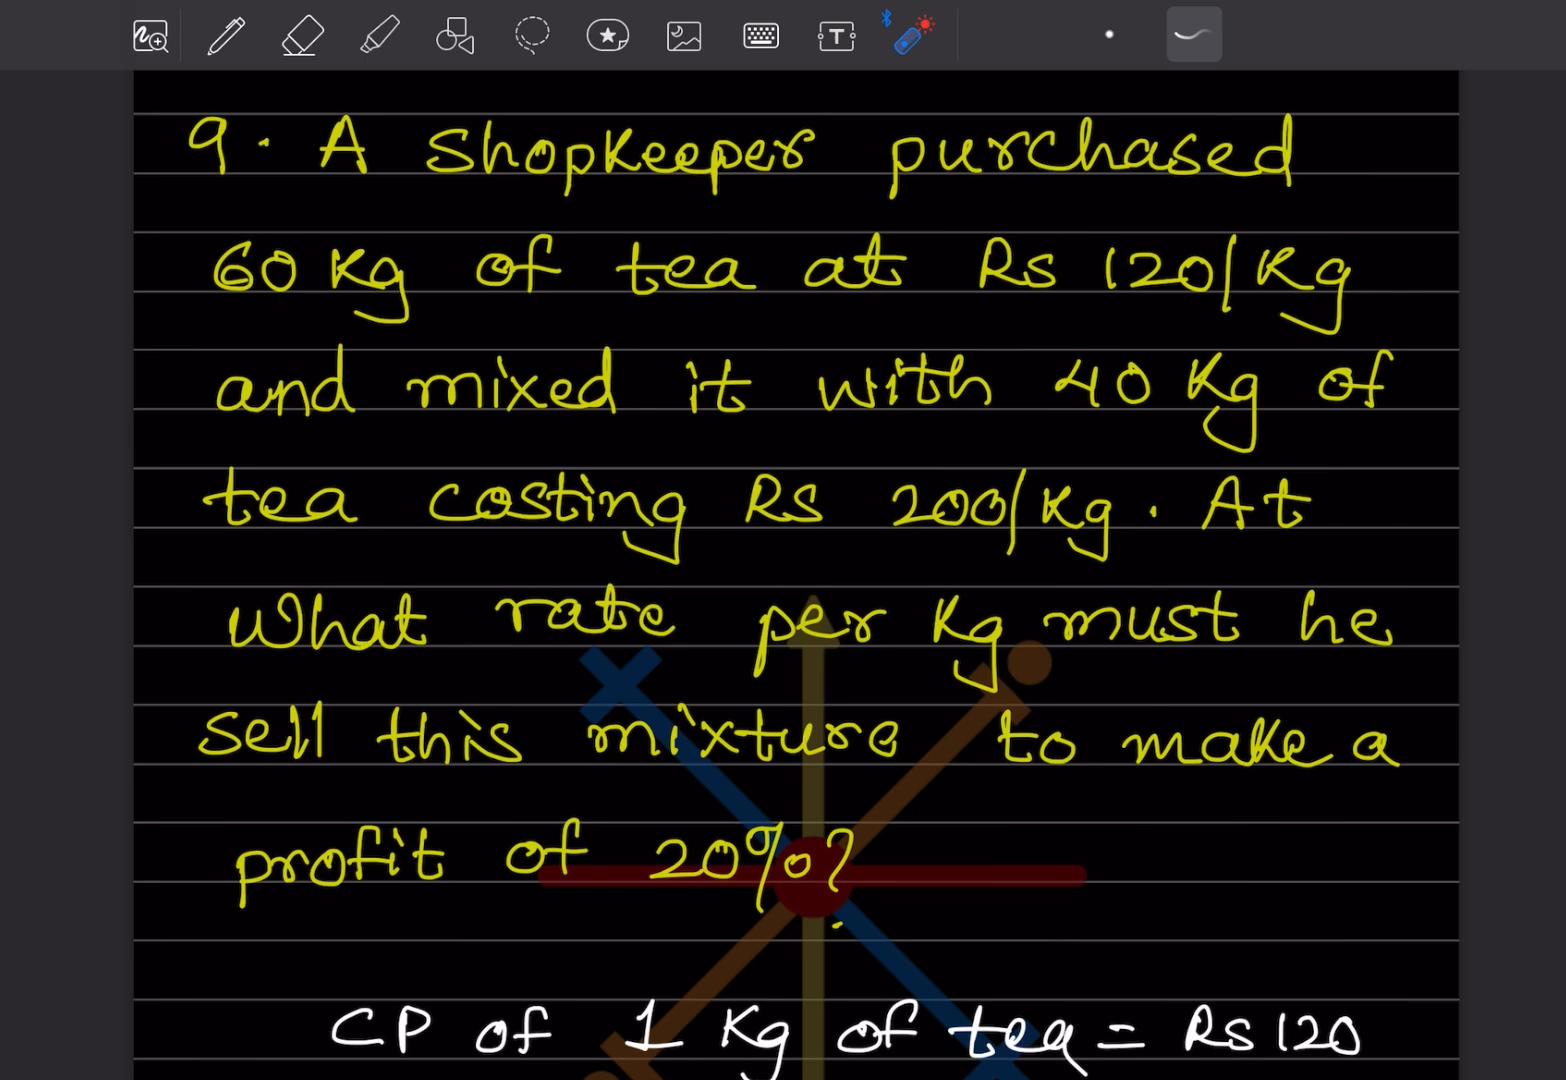 9. A Shopkeeper purchased
60 Kg of tea at Rs 120/Kg
and mixed it with 40 Kg of
tea costing Rs 200/Kg. At
What rate per Kg must he
sell this mixture to make a
profit of 20%?
CP of 1 Kg of tea = Rs 120